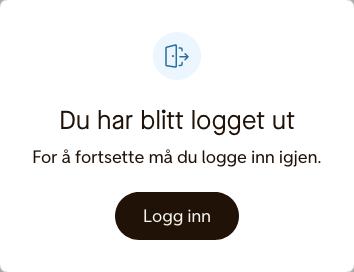 Du har blitt logget ut
For å fortsette må du logge inn igjen.
Logg inn